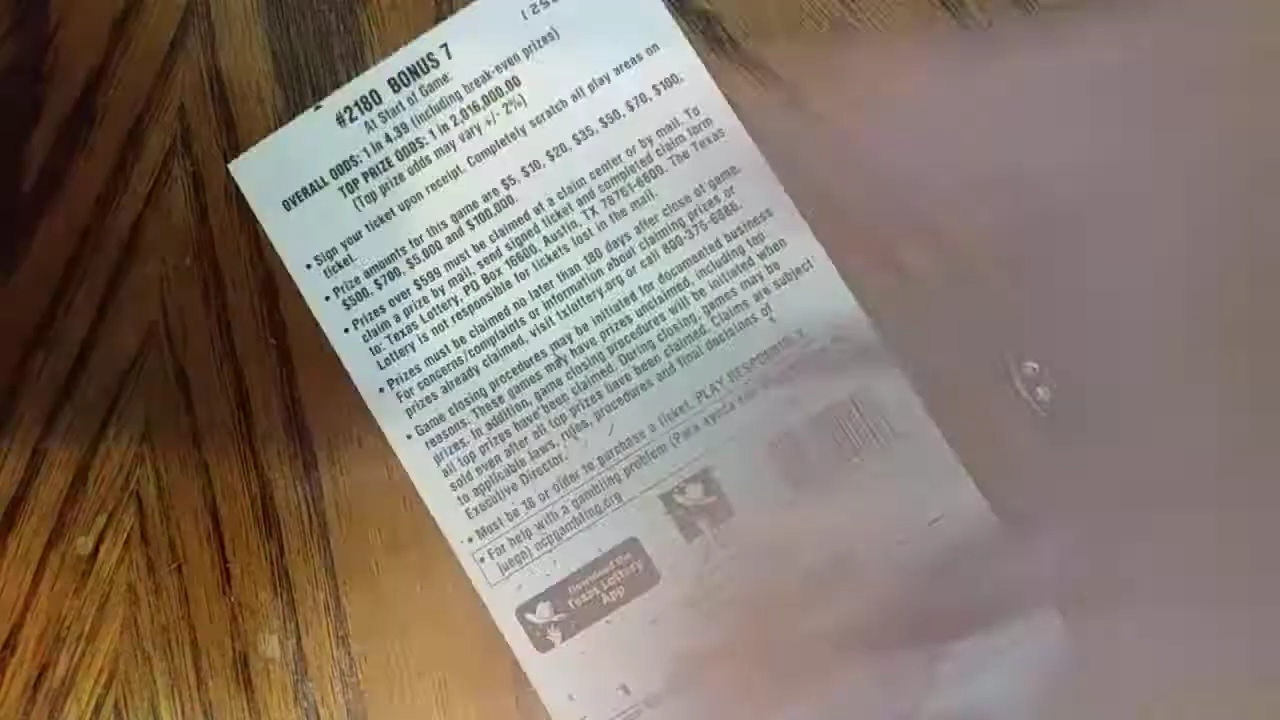 #2180 BONUS 7
At Start of Game:
OVERALL ODDS: 1 in 4.39 (including break-even prizes)
TOP PRIZE ODDS: 1 in 2,016,000.00
(Top prize odds may vary +/- 2%)
• Sign your ticket upon receipt. Completely scratch all play areas on
ticket.
• Prize amounts for this game are $5, $10, $20, $35, $50, $70, $100,
$500, $700, $5,000 and $100,000.
• Prizes over $599 must be claimed at a claim center or by mail. To
claim a prize by mail, send signed ticket and completed claim form
to: Texas Lottery, PO Box 16600, Austin, TX 78761-6600. The Texas
Lottery is not responsible for tickets lost in the mail.
• Prizes must be claimed no later than 180 days after close of game.
For concerns/complaints or information about claiming prizes or
prizes already claimed, visit txlottery.org or call 800-375-6886.
• Game closing procedures may be initiated for documented business
reasons. These games may have prizes unclaimed, including top
prizes. In addition, game closing procedures will be initiated when
all top prizes have been claimed. During closing, games may be
sold even after all top prizes have been claimed. Claims are subject
to applicable laws, rules, procedures and final decisions of
Executive Director.
• Must be 18 or older to purchase a ticket. PLAY RESPONSIBLY.
• For help with a gambling problem (Para ayuda
juego) ncpgambling.org
Download the
Texas Lottery
App